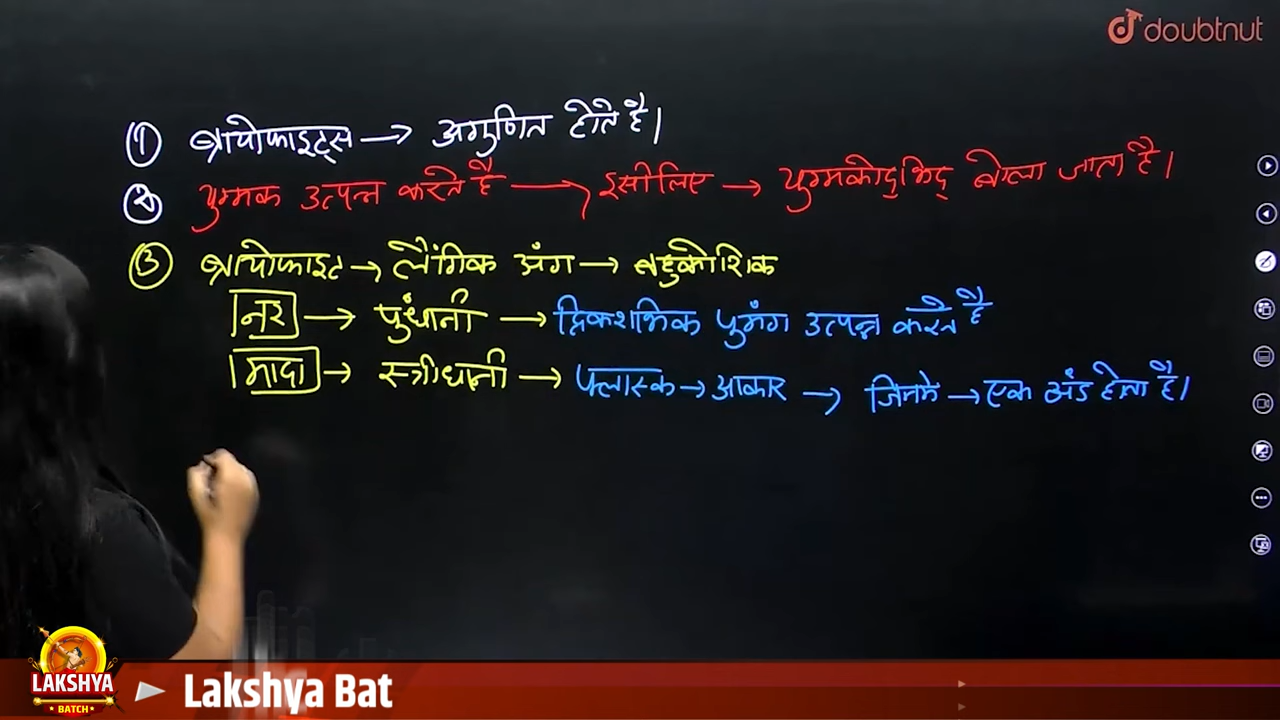 doubtnut
① ब्रायोफाइट्स → अगुणित होते है।
② युग्मक उत्पन्न करते है → इसीलिए → युग्मकोद्भिद् बोला जाता है।
③ ब्रायोफाइट → लैंगिक अंग → बहुकोशिक
नर → पुंधानी → द्विकशाभिक पुमंग उत्पन्न करते है
मादा → स्त्रीधानी → फ्लास्क → आकार → जिनमे → एक अंड होता है।
LAKSHYA
BATCH
Lakshya Bat